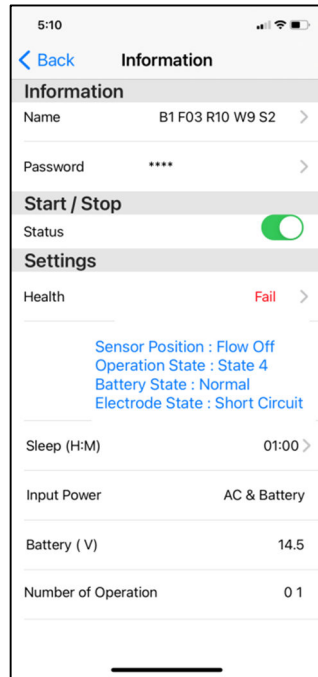 5:10
Back Information
Information
Name B1 F03 R10 W9 S2
Password ****
Start / Stop
Status
Settings
Health Fail
Sensor Position : Flow Off
Operation State : State 4
Battery State : Normal
Electrode State : Short Circuit
Sleep (H:M) 01:00
Input Power AC & Battery
Battery ( V) 14.5
Number of Operation 0 1